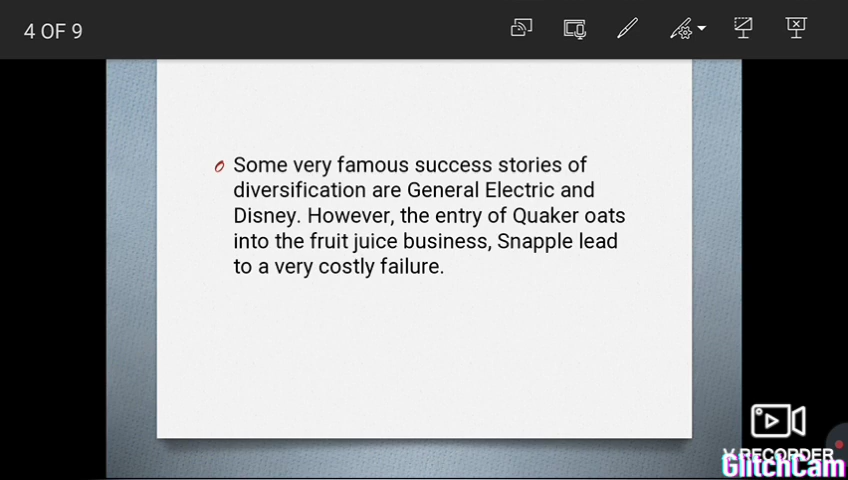 4 OF 9
Some very famous success stories of
diversification are General Electric and
Disney. However, the entry of Quaker oats
into the fruit juice business, Snapple lead
to a very costly failure.
XRECORDER
GlitchCam